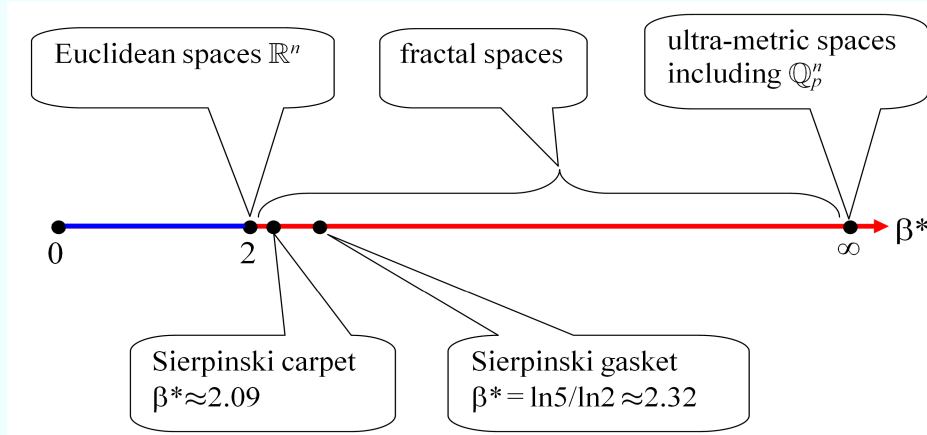 Euclidean spaces ℝⁿ
fractal spaces
ultra-metric spaces
including ℚₚⁿ
0
2
∞
β*
Sierpinski carpet
β*≈2.09
Sierpinski gasket
β* = ln5/ln2 ≈2.32